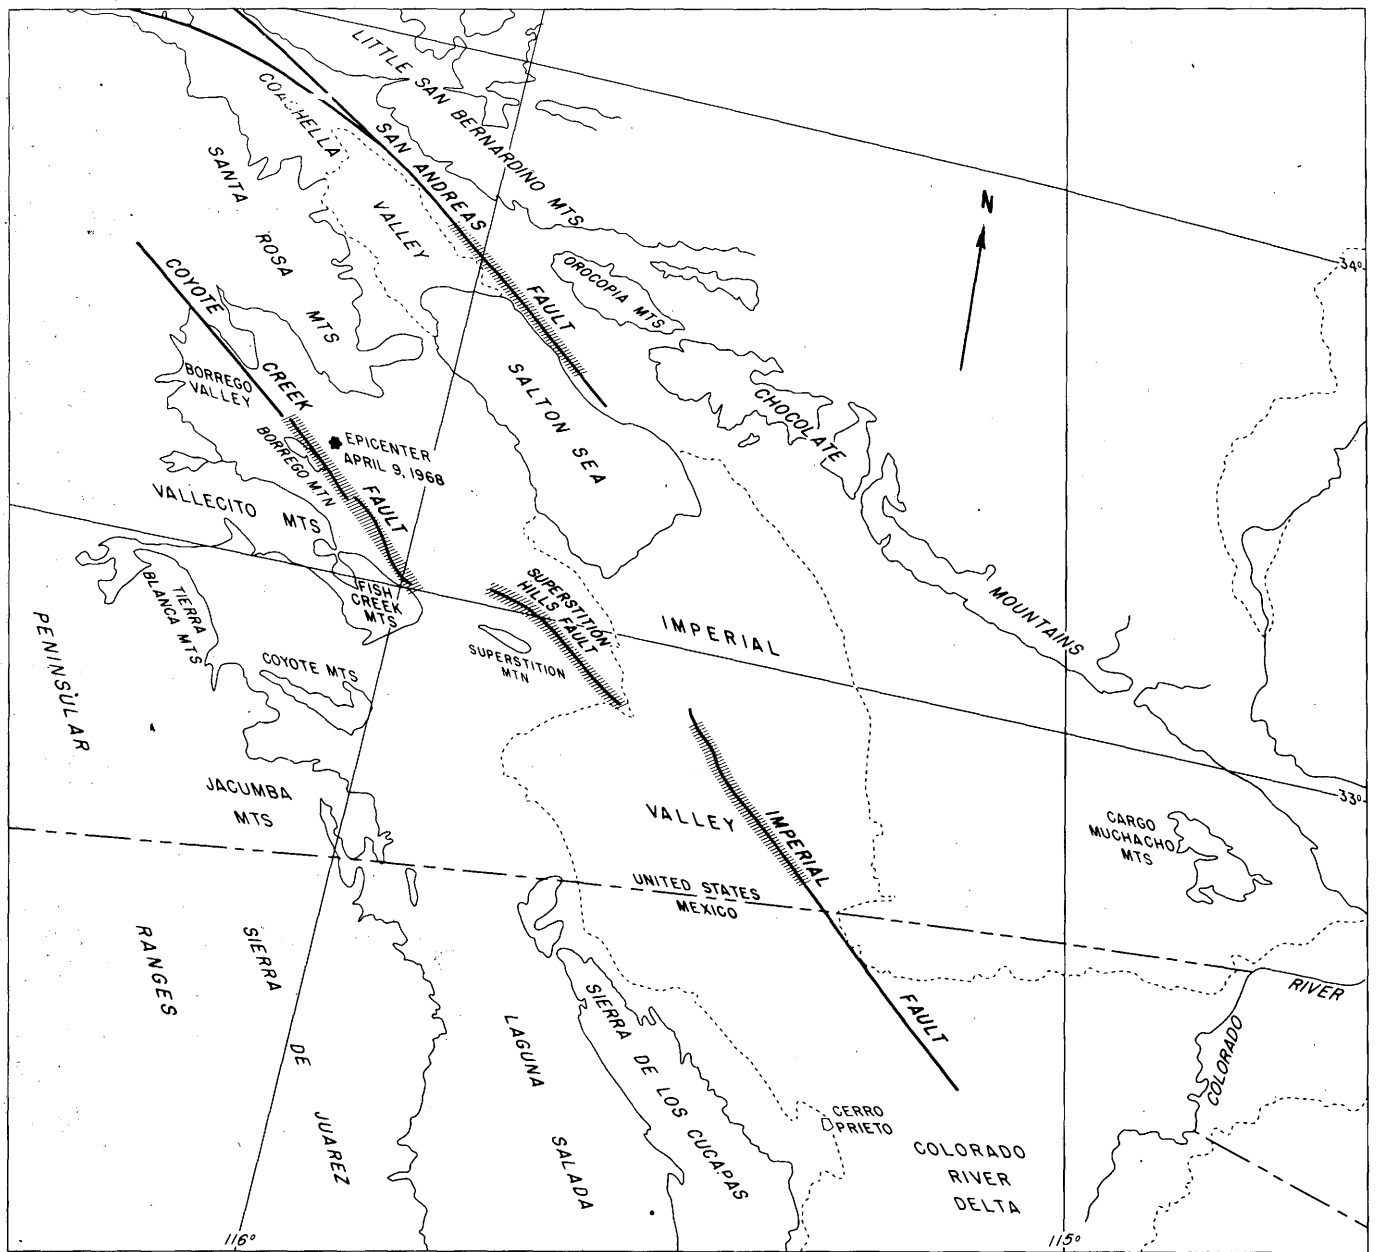 LITTLE SAN BERNARDINO MTS
COACHELLA
VALLEY
SAN ANDREAS
FAULT
SANTA
ROSA
MTS
N
34°
OROCOPIA MTS
COYOTE
CREEK
FAULT
BORREGO
VALLEY
SALTON SEA
CHOCOLATE
MOUNTAINS
EPICENTER
APRIL 9, 1968
BORREGO MTN
VALLECITO MTS
TIERRA
BLANCA MTS
FISH
CREEK
MTS
SUPERSTITION
HILLS FAULT
SUPERSTITION
MTN
IMPERIAL
VALLEY
COYOTE MTS
PENINSULAR
RANGES
JACUMBA
MTS
33°
CARGO
MUCHACHO
MTS
IMPERIAL
FAULT
UNITED STATES
MEXICO
SIERRA
DE
JUAREZ
LAGUNA
SALADA
SIERRA DE LOS CUCAPAS
CERRO
PRIETO
COLORADO
RIVER
DELTA
COLORADO
RIVER
116°
115°